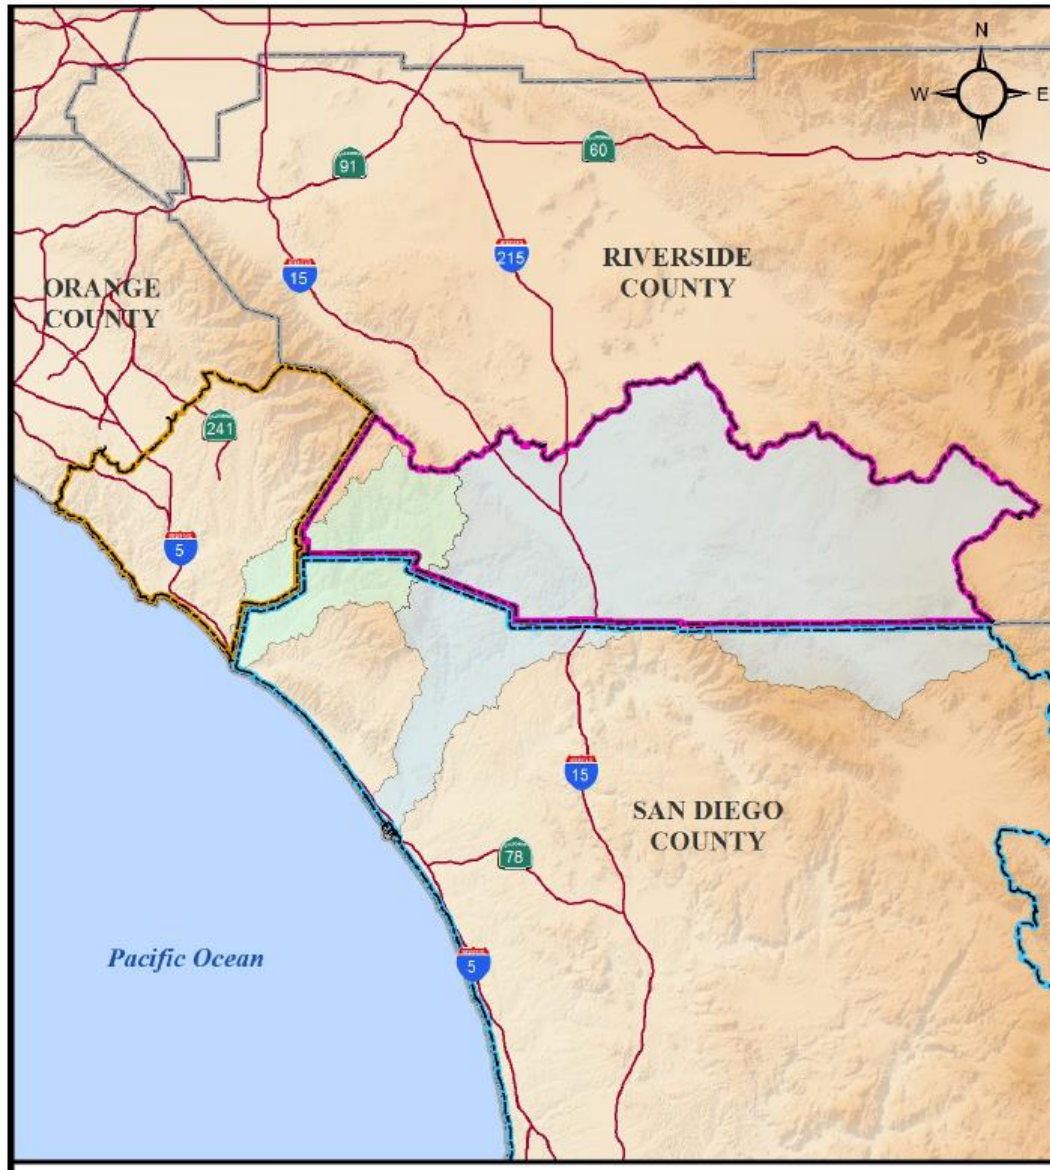 N
W E
S
91
60
215
15
RIVERSIDE
COUNTY
ORANGE
COUNTY
241
5
15
SAN DIEGO
COUNTY
78
Pacific Ocean
5